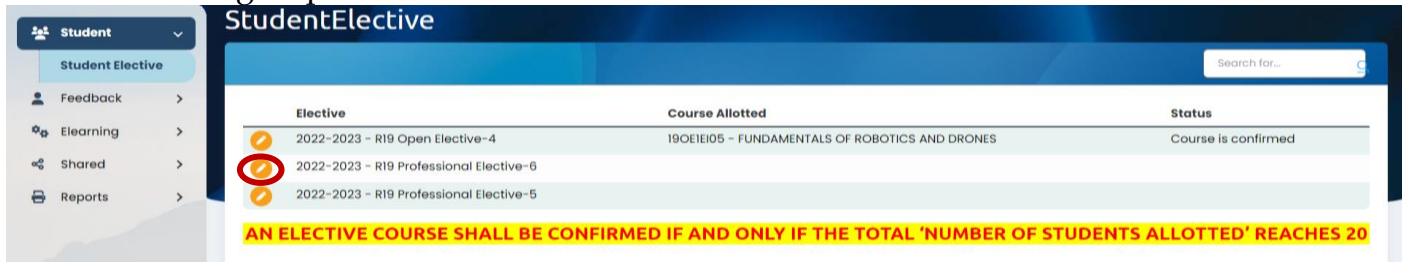 StudentElective
Student
Student Elective
Feedback
Elearning
Shared
Reports
Search for...
Elective Course Allotted Status
2022-2023 - R19 Open Elective-4 19OE1EI05 - FUNDAMENTALS OF ROBOTICS AND DRONES Course is confirmed
2022-2023 - R19 Professional Elective-6
2022-2023 - R19 Professional Elective-5
AN ELECTIVE COURSE SHALL BE CONFIRMED IF AND ONLY IF THE TOTAL ‘NUMBER OF STUDENTS ALLOTTED’ REACHES 20